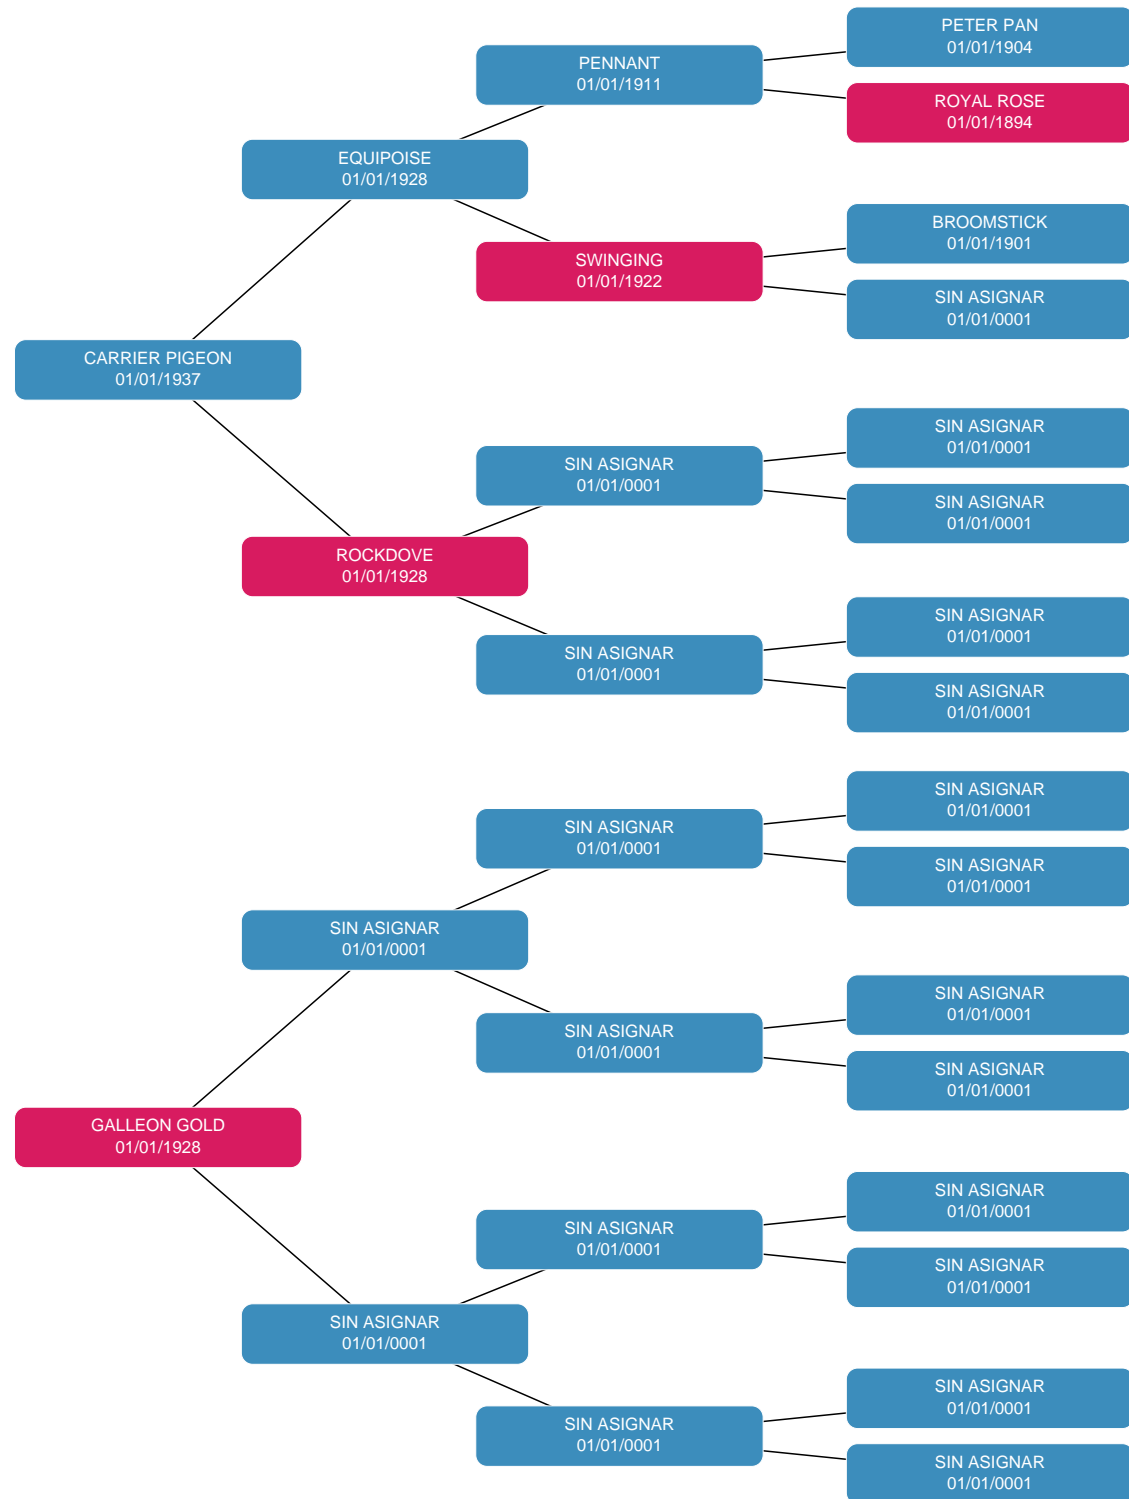 PETER PAN
01/01/1904
PENNANT
01/01/1911
ROYAL ROSE
01/01/1894
EQUIPOISE
01/01/1928
BROOMSTICK
01/01/1901
SWINGING
01/01/1922
SIN ASIGNAR
01/01/0001
CARRIER PIGEON
01/01/1937
SIN ASIGNAR
01/01/0001
SIN ASIGNAR
01/01/0001
SIN ASIGNAR
01/01/0001
ROCKDOVE
01/01/1928
SIN ASIGNAR
01/01/0001
SIN ASIGNAR
01/01/0001
SIN ASIGNAR
01/01/0001
SIN ASIGNAR
01/01/0001
SIN ASIGNAR
01/01/0001
SIN ASIGNAR
01/01/0001
SIN ASIGNAR
01/01/0001
SIN ASIGNAR
01/01/0001
SIN ASIGNAR
01/01/0001
SIN ASIGNAR
01/01/0001
GALLEON GOLD
01/01/1928
SIN ASIGNAR
01/01/0001
SIN ASIGNAR
01/01/0001
SIN ASIGNAR
01/01/0001
SIN ASIGNAR
01/01/0001
SIN ASIGNAR
01/01/0001
SIN ASIGNAR
01/01/0001
SIN ASIGNAR
01/01/0001